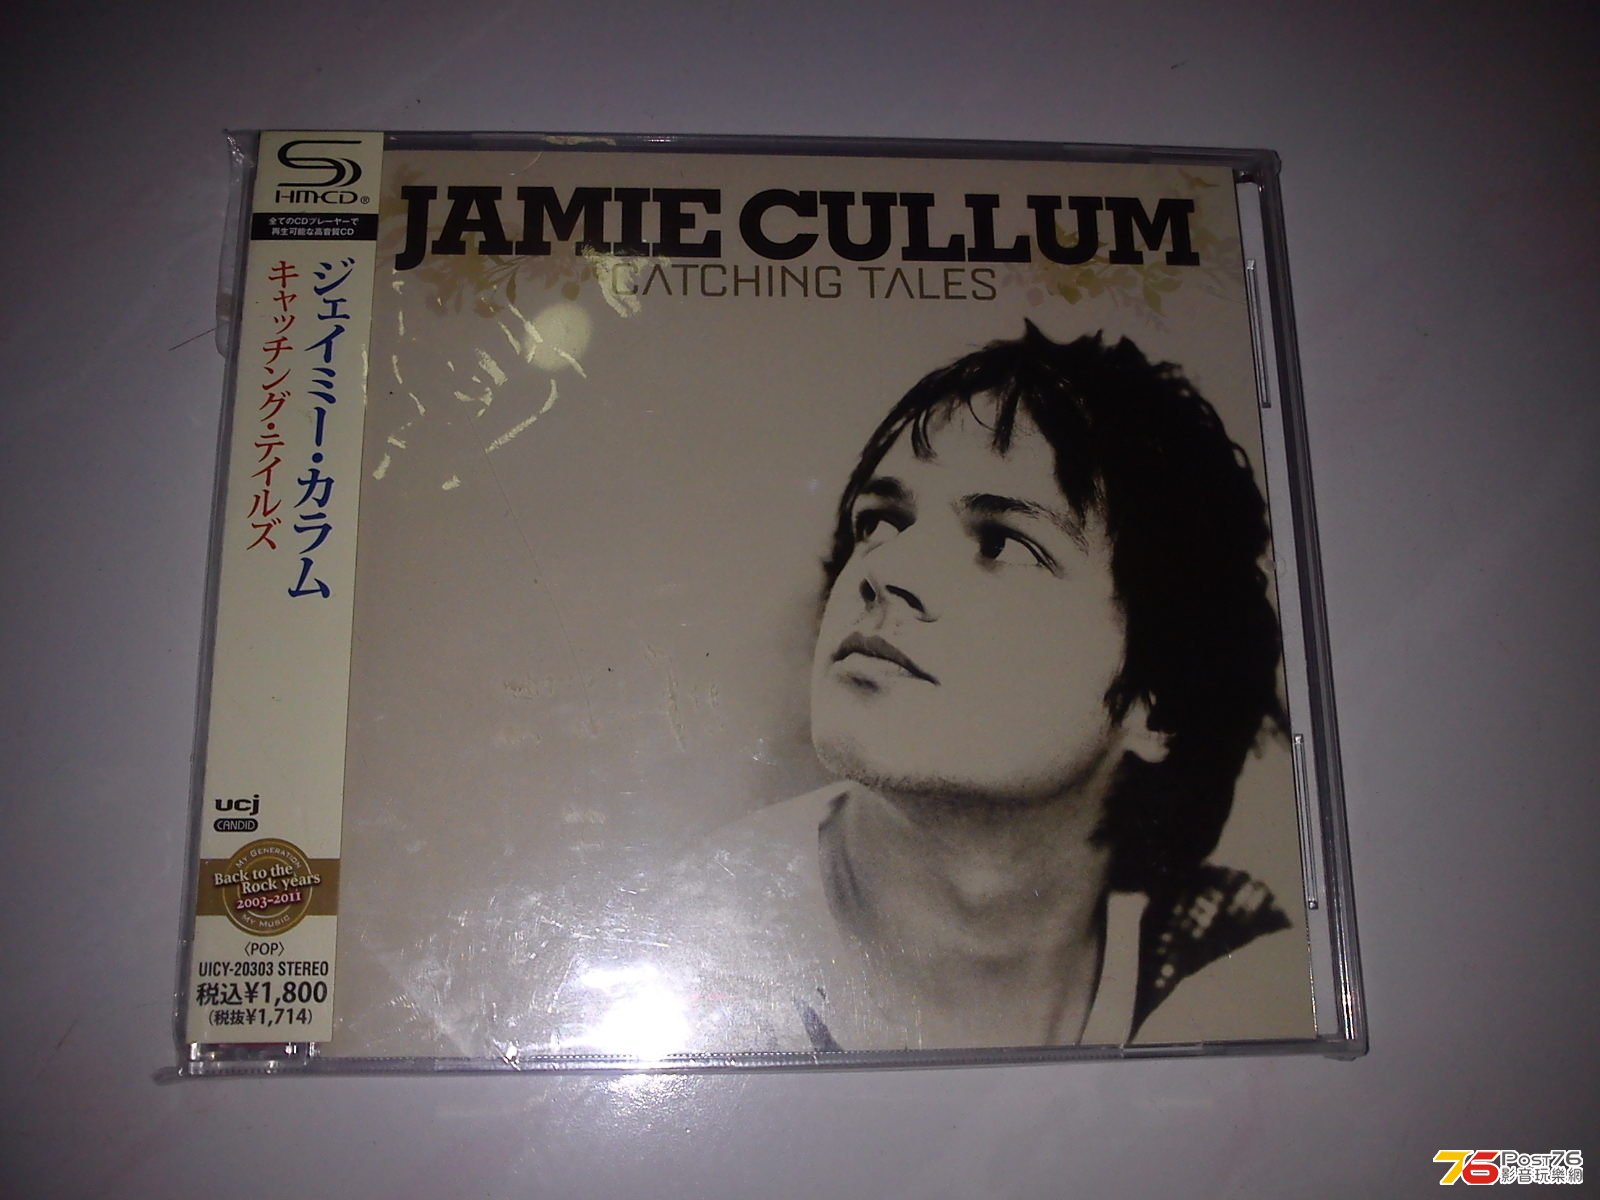 SHM-CD®
全てのCDプレーヤーで
再生可能な高音質CD
ジェイミー・カラム
キャッチング・テイルズ
ucj
CANDID
MY GENERATION
Back to the
Rock years
2003-2011
MY MUSIC
〈POP〉
UICY-20303 STEREO
税込¥1,800
(税抜¥1,714)
JAMIE CULLUM
CATCHING TALES
76 Post76
影音玩樂網